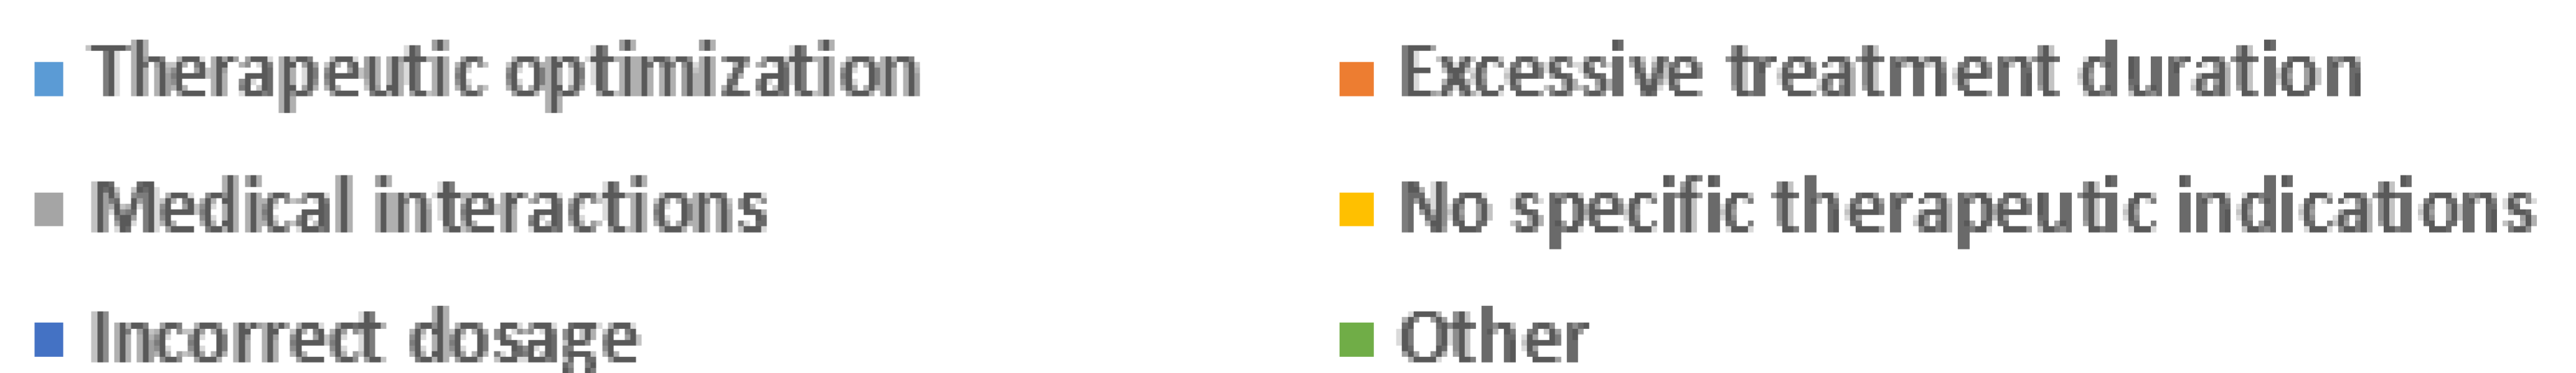 Therapeutic optimization
Excessive treatment duration
Medical interactions
No specific therapeutic indications
Incorrect dosage
Other